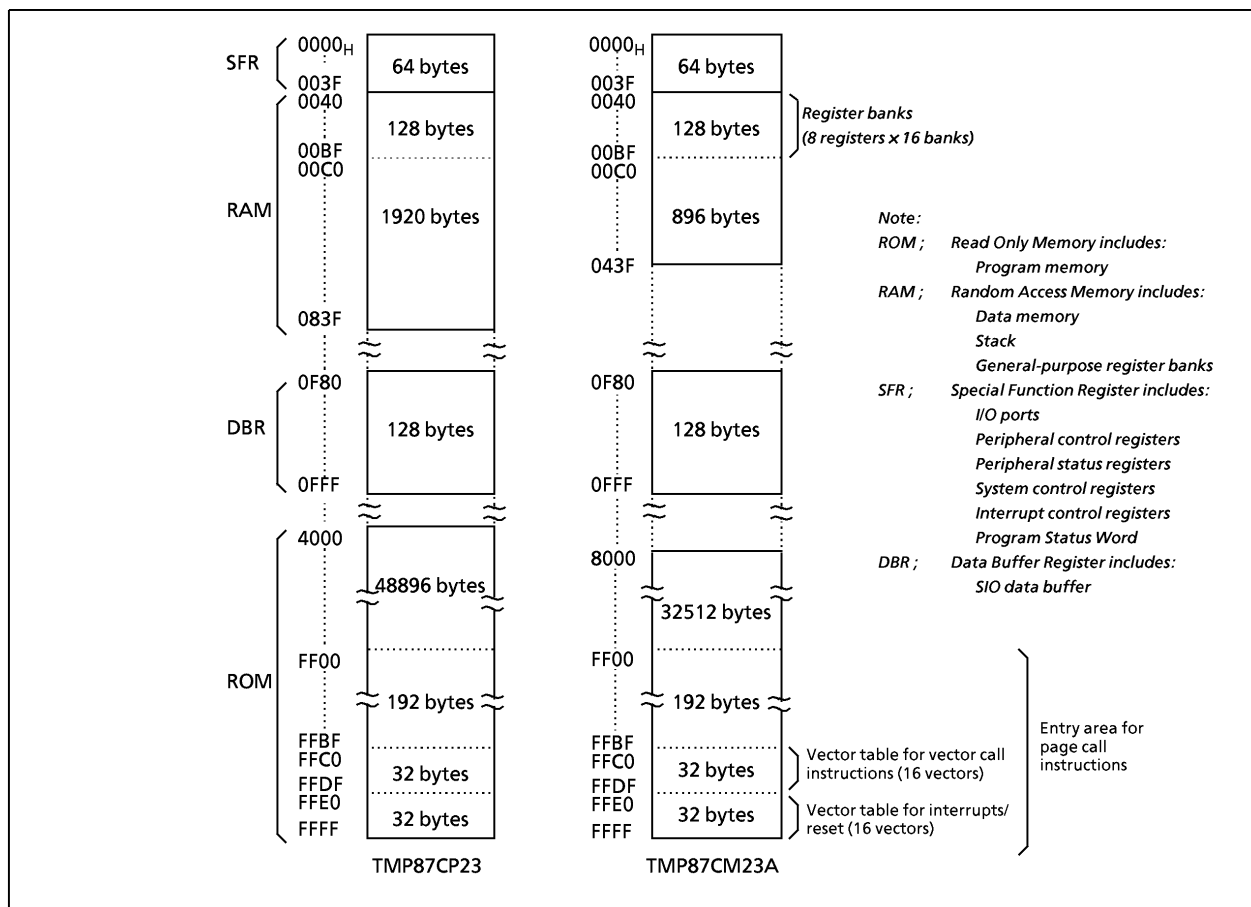 SFR
0000H
003F
64 bytes
RAM
0040
128 bytes
00BF
00C0
1920 bytes
083F
DBR
0F80
128 bytes
0FFF
ROM
4000
48896 bytes
FF00
192 bytes
FFBF
FFC0
32 bytes
FFDF
FFE0
32 bytes
FFFF
TMP87CP23
0000H
64 bytes
0040
128 bytes
00BF
00C0
896 bytes
043F
0F80
128 bytes
0FFF
8000
32512 bytes
FF00
192 bytes
FFBF
FFC0
32 bytes
FFDF
FFE0
32 bytes
FFFF
TMP87CM23A
003F
Register banks
(8 registers × 16 banks)
Note:
ROM ; Read Only Memory includes:
Program memory
RAM ; Random Access Memory includes:
Data memory
Stack
General-purpose register banks
SFR ; Special Function Register includes:
I/O ports
Peripheral control registers
Peripheral status registers
System control registers
Interrupt control registers
Program Status Word
DBR ; Data Buffer Register includes:
SIO data buffer
Vector table for vector call
instructions (16 vectors)
Vector table for interrupts/
reset (16 vectors)
Entry area for
page call
instructions